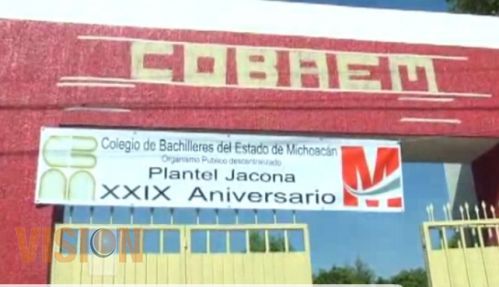 COBAEM
Colegio de Bachilleres del Estado de Michoacán
Organismo Público descentralizado
Plantel Jacona
XXIX Aniversario
M
VISION